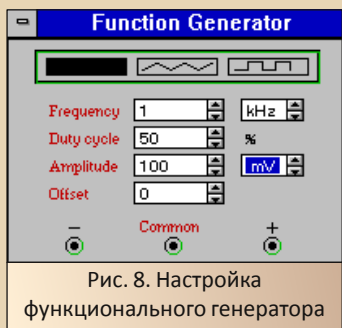 Function Generator
Frequency 1 kHz
Duty cycle 50 %
Amplitude 100 mV
Offset 0
− Common +
Рис. 8. Настройка
функционального генератора